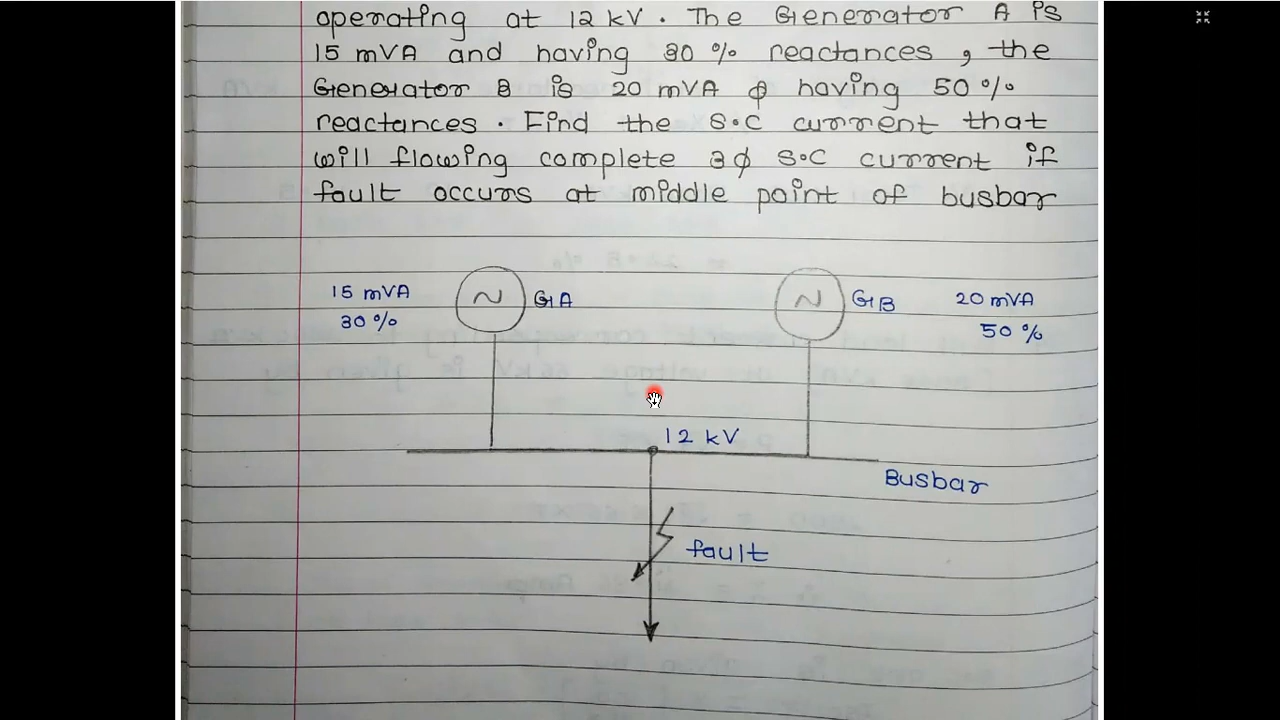 operating at 12 kV. The Generator A is
15 mVA and having 30 % reactances, the
Generator B is 20 mVA & having 50 %
reactances. Find the S.C current that
will flowing complete 3ϕ S.C current if
fault occurs at middle point of busbar
15 mVA
30 %
~
GA
~
GB
20 mVA
50 %
12 kV
Busbar
fault